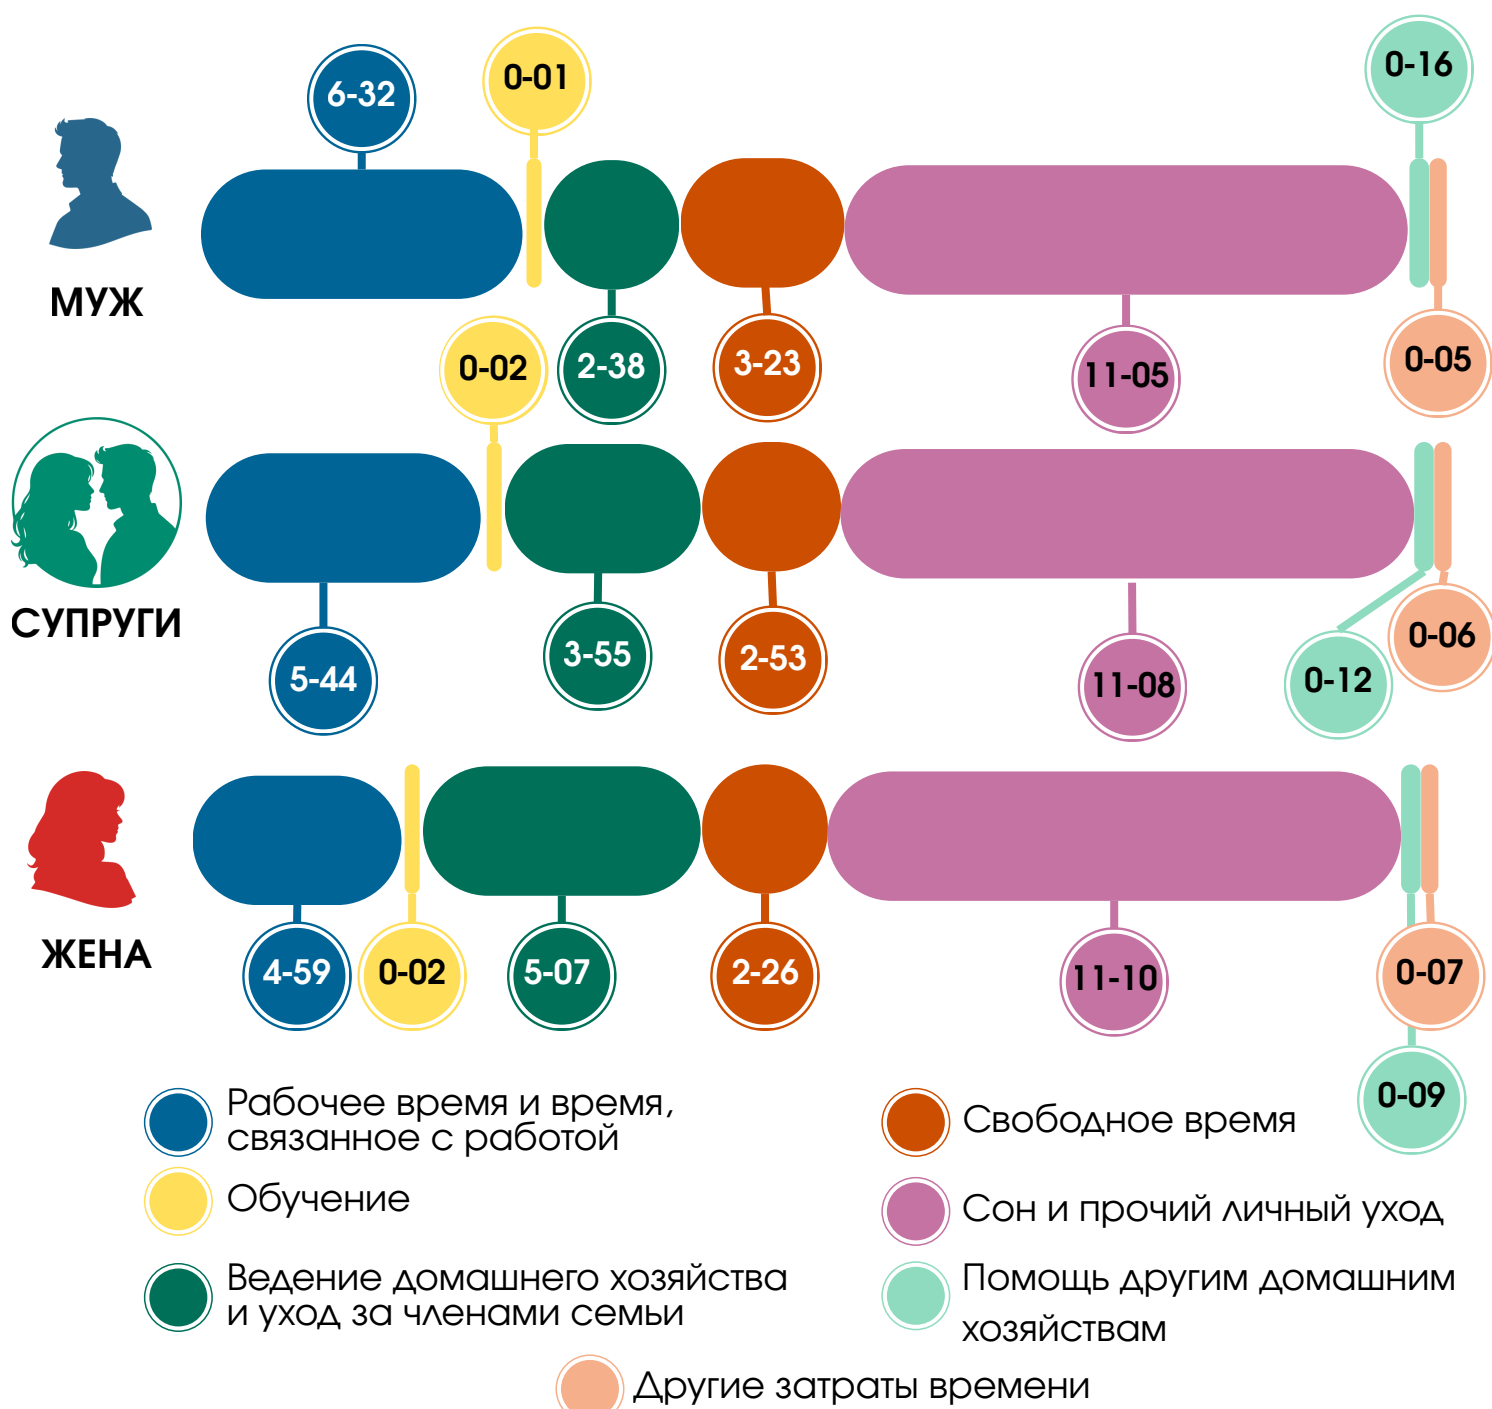 6-32
0-01
0-16
МУЖ
2-38
3-23
11-05
0-05
0-02
СУПРУГИ
5-44
3-55
2-53
11-08
0-12
0-06
ЖЕНА
4-59
0-02
5-07
2-26
11-10
0-07
0-09
Рабочее время и время,
связанное с работой
Обучение
Ведение домашнего хозяйства
и уход за членами семьи
Свободное время
Сон и прочий личный уход
Помощь другим домашним
хозяйствам
Другие затраты времени